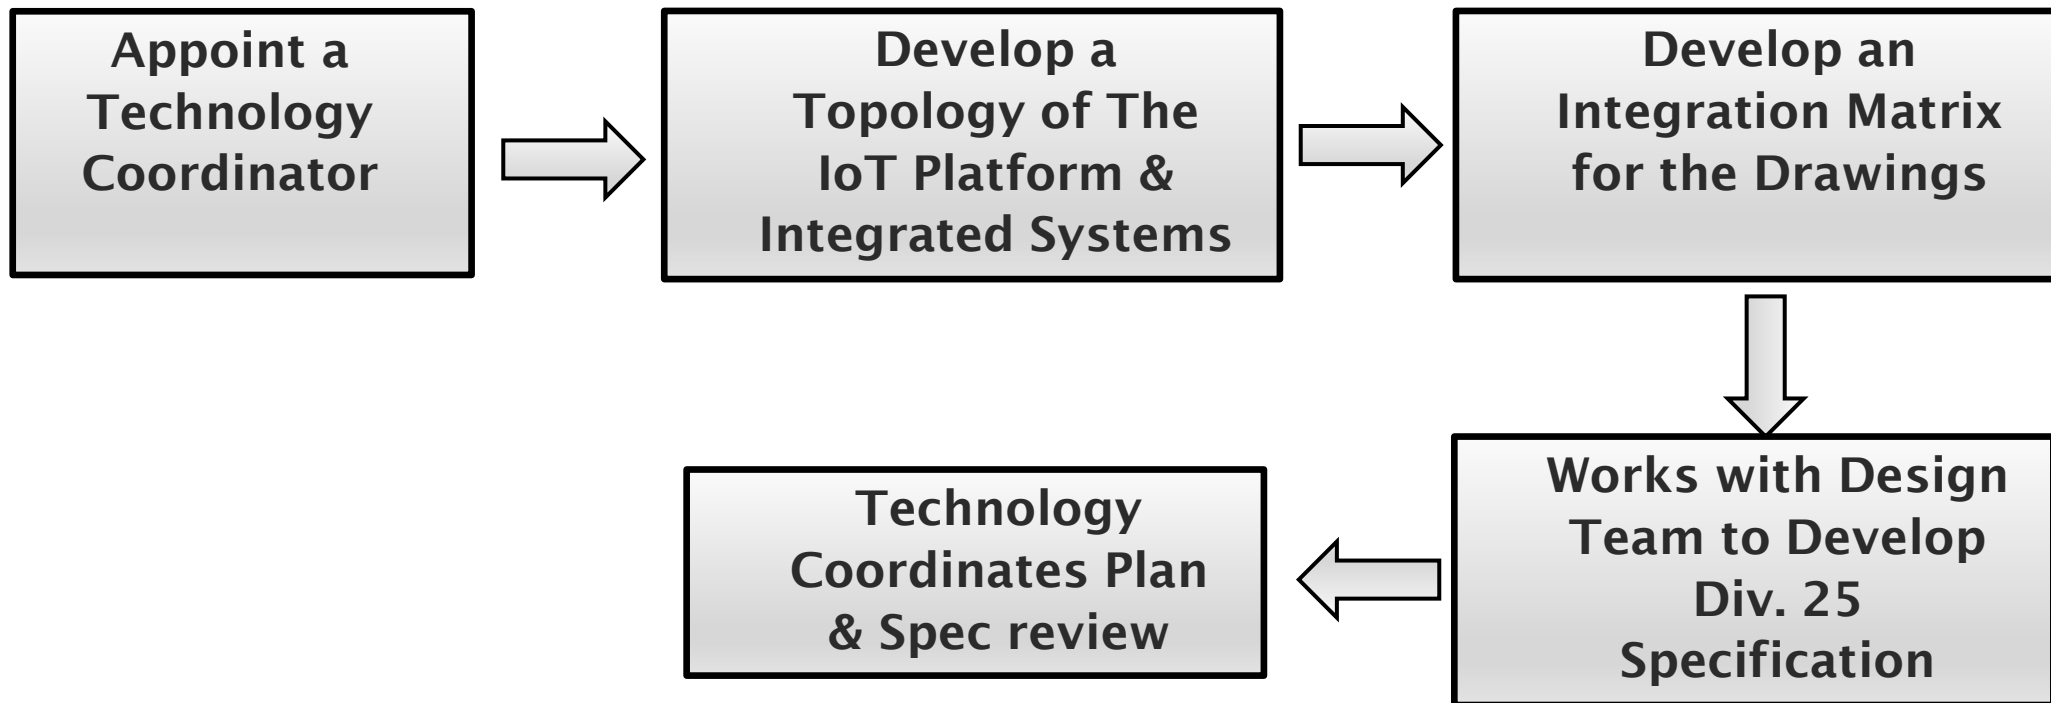 Appoint a
Technology
Coordinator
Develop a
Topology of The
IoT Platform &
Integrated Systems
Develop an
Integration Matrix
for the Drawings
Works with Design
Team to Develop
Div. 25
Specification
Technology
Coordinates Plan
& Spec review